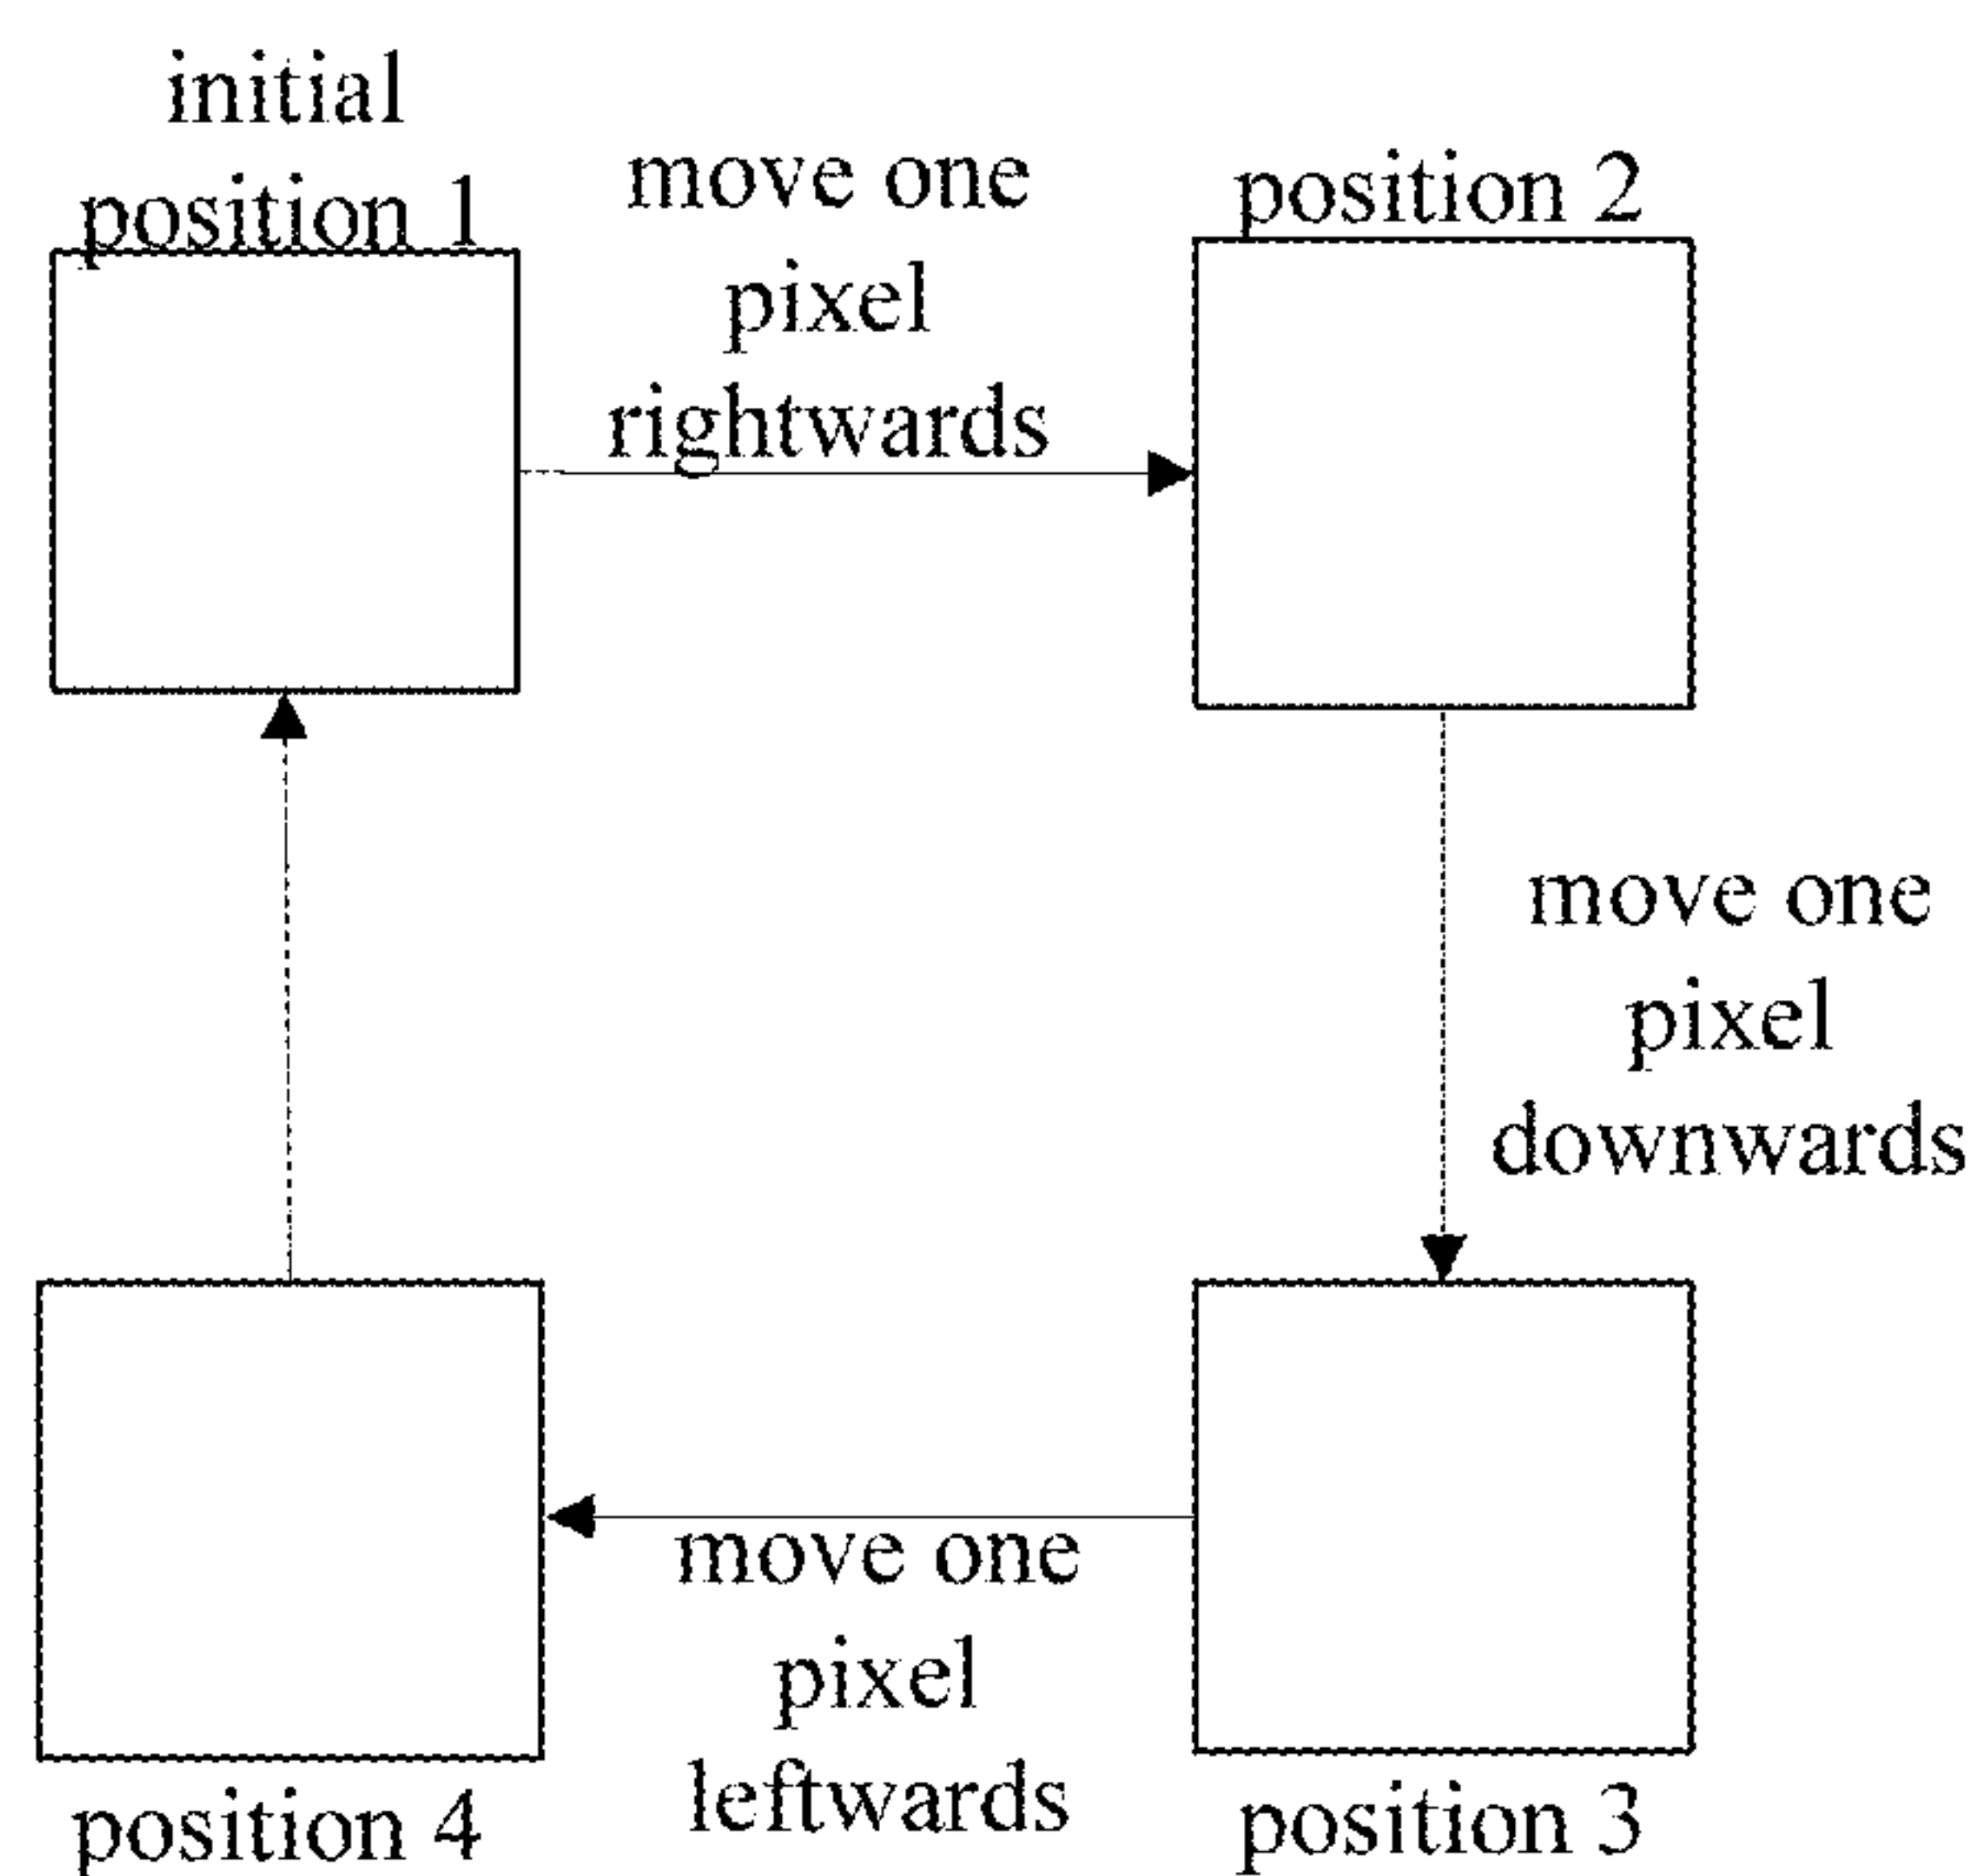 initial
position 1
move one
pixel
rightwards
position 2
move one
pixel
downwards
move one
pixel
leftwards
position 4
position 3